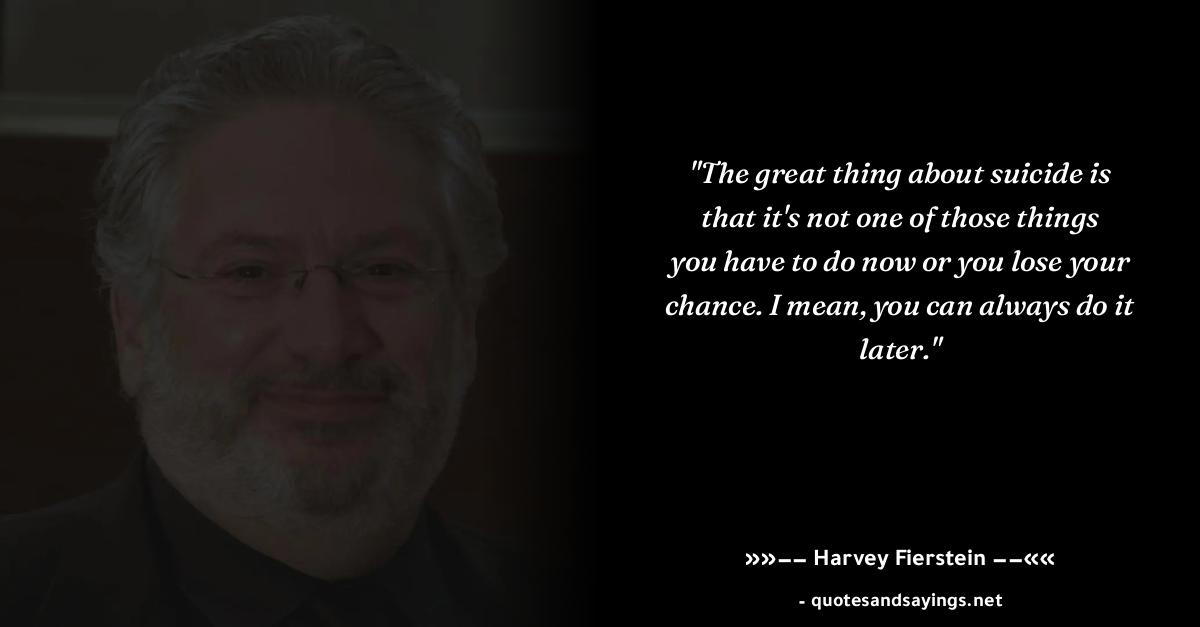 "The great thing about suicide is
that it's not one of those things
you have to do now or you lose your
chance. I mean, you can always do it
later."
»»−− Harvey Fierstein −−««
- quotesandsayings.net